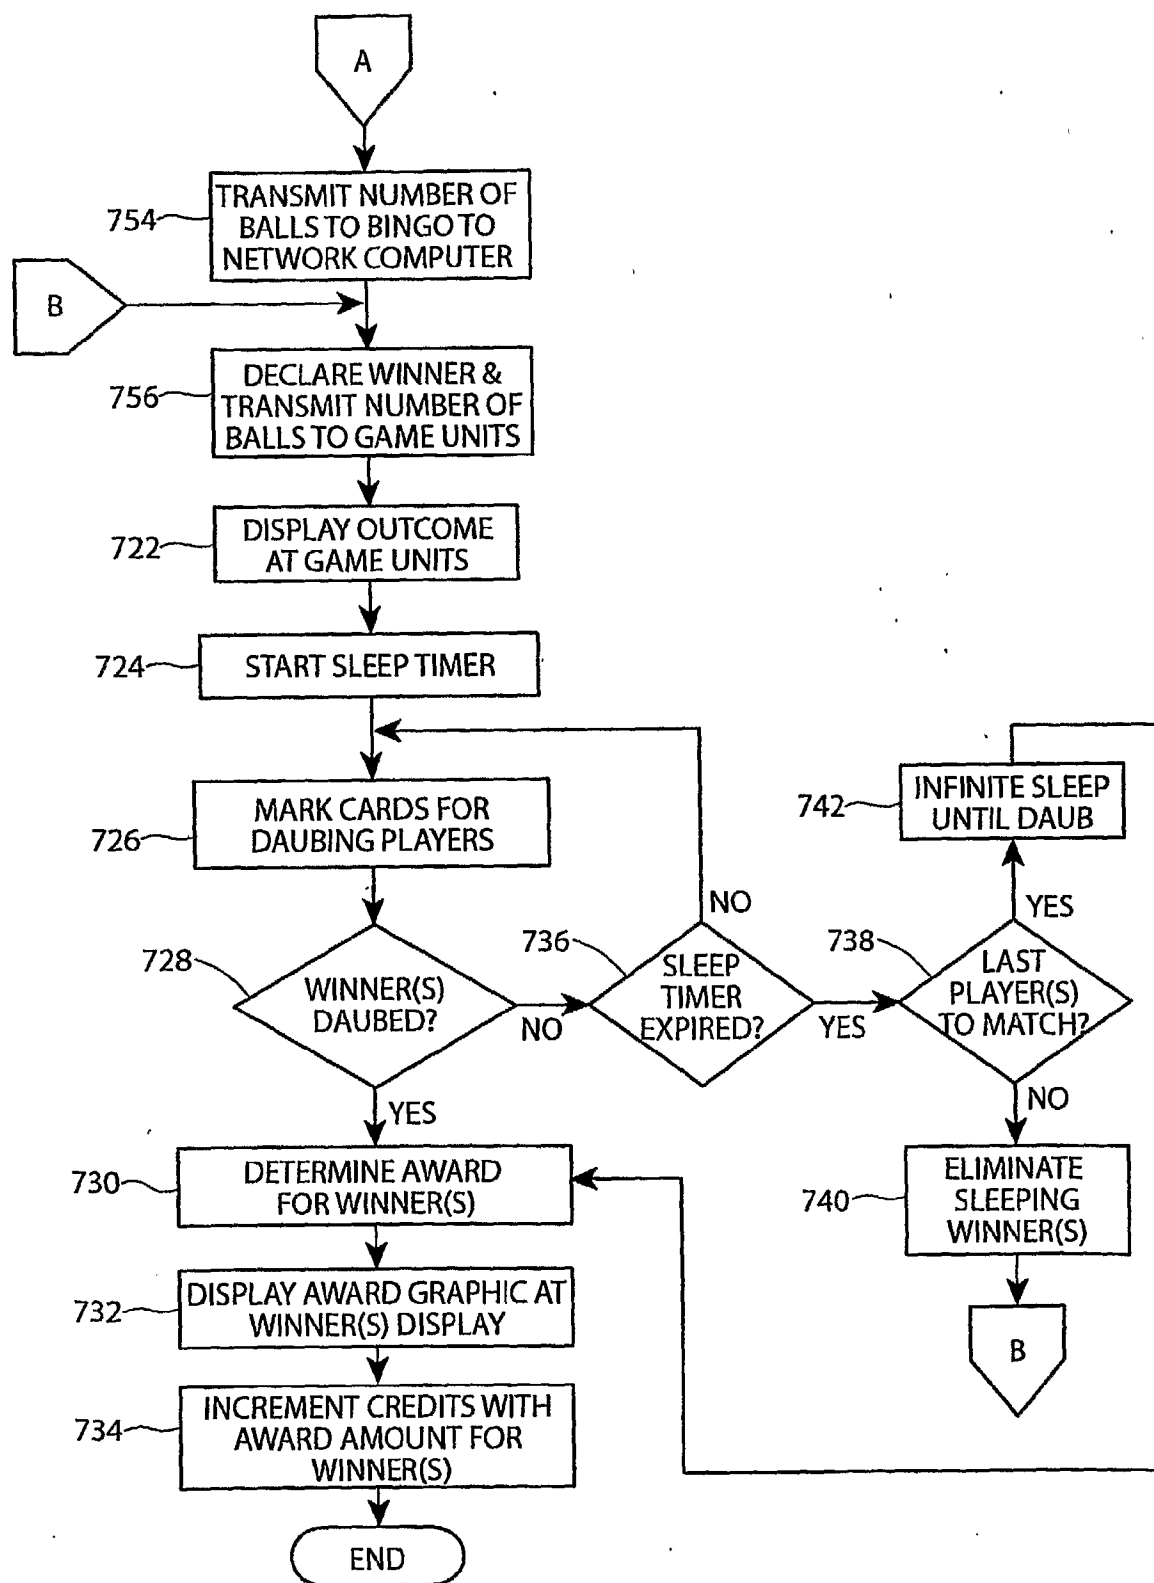 A
754
TRANSMIT NUMBER OF
BALLS TO BINGO TO
NETWORK COMPUTER
B
756
DECLARE WINNER &
TRANSMIT NUMBER OF
BALLS TO GAME UNITS
722
DISPLAY OUTCOME
AT GAME UNITS
724
START SLEEP TIMER
726
MARK CARDS FOR
DAUBING PLAYERS
742
INFINITE SLEEP
UNTIL DAUB
728
WINNER(S)
DAUBED?
NO
YES
736
SLEEP
TIMER
EXPIRED?
NO
YES
738
LAST
PLAYER(S)
TO MATCH?
YES
NO
730
DETERMINE AWARD
FOR WINNER(S)
740
ELIMINATE
SLEEPING
WINNER(S)
732
DISPLAY AWARD GRAPHIC AT
WINNER(S) DISPLAY
B
734
INCREMENT CREDITS WITH
AWARD AMOUNT FOR
WINNER(S)
END